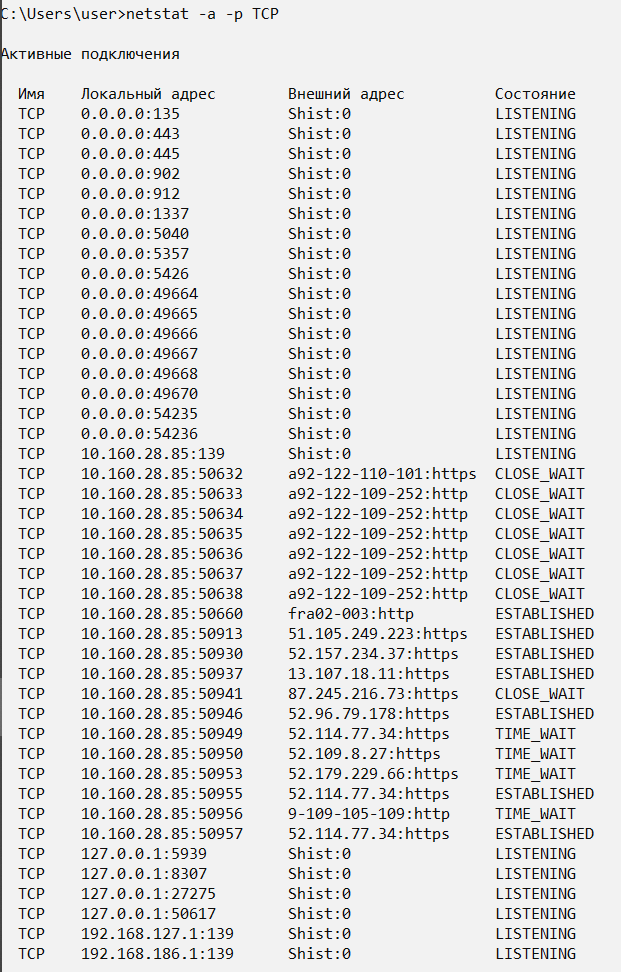 C:\Users\user>netstat -a -p TCP
Активные подключения
Имя Локальный адрес Внешний адрес Состояние
TCP 0.0.0.0:135 Shist:0 LISTENING
TCP 0.0.0.0:443 Shist:0 LISTENING
TCP 0.0.0.0:445 Shist:0 LISTENING
TCP 0.0.0.0:902 Shist:0 LISTENING
TCP 0.0.0.0:912 Shist:0 LISTENING
TCP 0.0.0.0:1337 Shist:0 LISTENING
TCP 0.0.0.0:5040 Shist:0 LISTENING
TCP 0.0.0.0:5357 Shist:0 LISTENING
TCP 0.0.0.0:5426 Shist:0 LISTENING
TCP 0.0.0.0:49664 Shist:0 LISTENING
TCP 0.0.0.0:49665 Shist:0 LISTENING
TCP 0.0.0.0:49666 Shist:0 LISTENING
TCP 0.0.0.0:49667 Shist:0 LISTENING
TCP 0.0.0.0:49668 Shist:0 LISTENING
TCP 0.0.0.0:49670 Shist:0 LISTENING
TCP 0.0.0.0:54235 Shist:0 LISTENING
TCP 0.0.0.0:54236 Shist:0 LISTENING
TCP 10.160.28.85:139 Shist:0 LISTENING
TCP 10.160.28.85:50632 a92-122-110-101:https CLOSE_WAIT
TCP 10.160.28.85:50633 a92-122-109-252:http CLOSE_WAIT
TCP 10.160.28.85:50634 a92-122-109-252:http CLOSE_WAIT
TCP 10.160.28.85:50635 a92-122-109-252:http CLOSE_WAIT
TCP 10.160.28.85:50636 a92-122-109-252:http CLOSE_WAIT
TCP 10.160.28.85:50637 a92-122-109-252:http CLOSE_WAIT
TCP 10.160.28.85:50638 a92-122-109-252:http CLOSE_WAIT
TCP 10.160.28.85:50660 fra02-003:http ESTABLISHED
TCP 10.160.28.85:50913 51.105.249.223:https ESTABLISHED
TCP 10.160.28.85:50930 52.157.234.37:https ESTABLISHED
TCP 10.160.28.85:50937 13.107.18.11:https ESTABLISHED
TCP 10.160.28.85:50941 87.245.216.73:https CLOSE_WAIT
TCP 10.160.28.85:50946 52.96.79.178:https ESTABLISHED
TCP 10.160.28.85:50949 52.114.77.34:https TIME_WAIT
TCP 10.160.28.85:50950 52.109.8.27:https TIME_WAIT
TCP 10.160.28.85:50953 52.179.229.66:https TIME_WAIT
TCP 10.160.28.85:50955 52.114.77.34:https ESTABLISHED
TCP 10.160.28.85:50956 9-109-105-109:http TIME_WAIT
TCP 10.160.28.85:50957 52.114.77.34:https ESTABLISHED
TCP 127.0.0.1:5939 Shist:0 LISTENING
TCP 127.0.0.1:8307 Shist:0 LISTENING
TCP 127.0.0.1:27275 Shist:0 LISTENING
TCP 127.0.0.1:50617 Shist:0 LISTENING
TCP 192.168.127.1:139 Shist:0 LISTENING
TCP 192.168.186.1:139 Shist:0 LISTENING